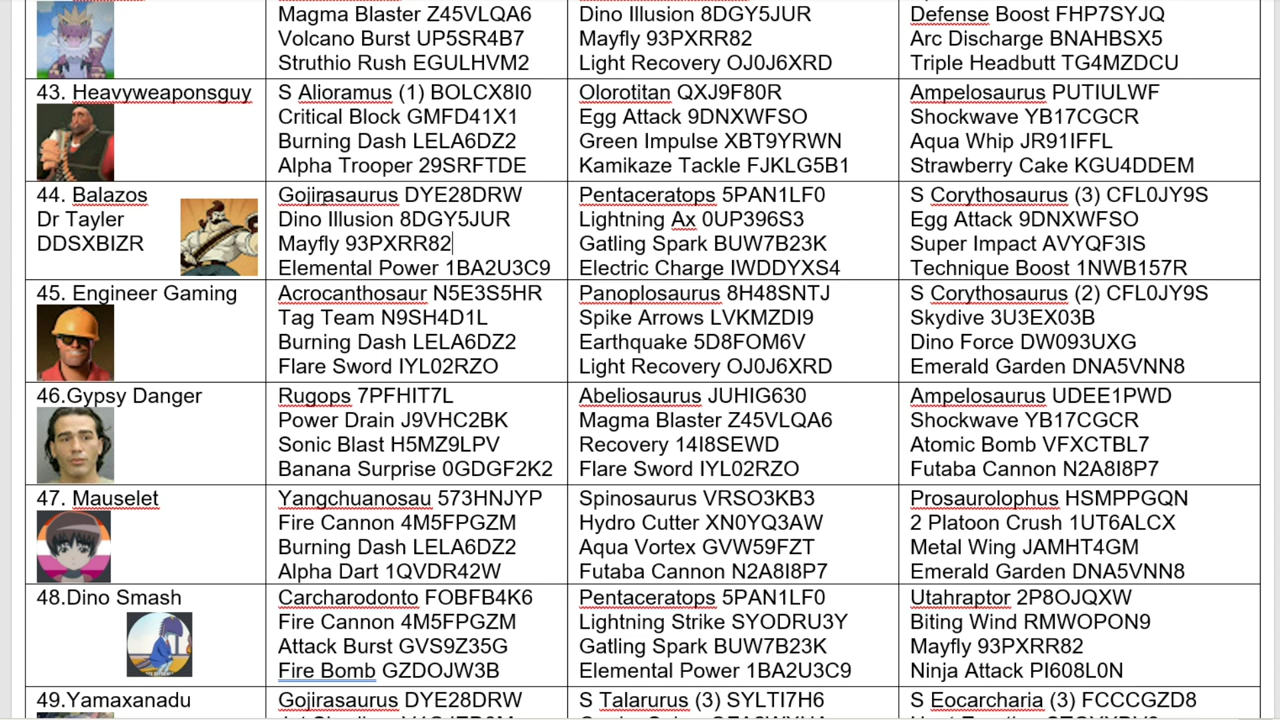 Magma Blaster Z45VLQA6
Volcano Burst UP5SR4B7
Struthio Rush EGULHVM2
Dino Illusion 8DGY5JUR
Mayfly 93PXRR82
Light Recovery OJ0J6XRD
Defense Boost FHP7SYJQ
Arc Discharge BNAHBSX5
Triple Headbutt TG4MZDCU
43. Heavyweaponsguy
S Alioramus (1) BOLCX8I0
Critical Block GMFD41X1
Burning Dash LELA6DZ2
Alpha Trooper 29SRFTDE
Olorotitan QXJ9F80R
Egg Attack 9DNXWFSO
Green Impulse XBT9YRWN
Kamikaze Tackle FJKLG5B1
Ampelosaurus PUTIULWF
Shockwave YB17CGCR
Aqua Whip JR91IFFL
Strawberry Cake KGU4DDEM
44. Balazos
Dr Tayler
DDSXBIZR
Gojirasaurus DYE28DRW
Dino Illusion 8DGY5JUR
Mayfly 93PXRR82
Elemental Power 1BA2U3C9
Pentaceratops 5PAN1LF0
Lightning Ax 0UP396S3
Gatling Spark BUW7B23K
Electric Charge IWDDYXS4
S Corythosaurus (3) CFL0JY9S
Egg Attack 9DNXWFSO
Super Impact AVYQF3IS
Technique Boost 1NWB157R
45. Engineer Gaming
Acrocanthosaur N5E3S5HR
Tag Team N9SH4D1L
Burning Dash LELA6DZ2
Flare Sword IYL02RZO
Panoplosaurus 8H48SNTJ
Spike Arrows LVKMZDI9
Earthquake 5D8FOM6V
Light Recovery OJ0J6XRD
S Corythosaurus (2) CFL0JY9S
Skydive 3U3EX03B
Dino Force DW093UXG
Emerald Garden DNA5VNN8
46.Gypsy Danger
Rugops 7PFHIT7L
Power Drain J9VHC2BK
Sonic Blast H5MZ9LPV
Banana Surprise 0GDGF2K2
Abeliosaurus JUHIG630
Magma Blaster Z45VLQA6
Recovery 14I8SEWD
Flare Sword IYL02RZO
Ampelosaurus UDEE1PWD
Shockwave YB17CGCR
Atomic Bomb VFXCTBL7
Futaba Cannon N2A8I8P7
47. Mauselet
Yangchuanosau 573HNJYP
Fire Cannon 4M5FPGZM
Burning Dash LELA6DZ2
Alpha Dart 1QVDR42W
Spinosaurus VRSO3KB3
Hydro Cutter XN0YQ3AW
Aqua Vortex GVW59FZT
Futaba Cannon N2A8I8P7
Prosaurolophus HSMPPGQN
2 Platoon Crush 1UT6ALCX
Metal Wing JAMHT4GM
Emerald Garden DNA5VNN8
48.Dino Smash
Carcharodonto FOBFB4K6
Fire Cannon 4M5FPGZM
Attack Burst GVS9Z35G
Fire Bomb GZDOJW3B
Pentaceratops 5PAN1LF0
Lightning Strike SYODRU3Y
Gatling Spark BUW7B23K
Elemental Power 1BA2U3C9
Utahraptor 2P8OJQXW
Biting Wind RMWOPON9
Mayfly 93PXRR82
Ninja Attack PI608L0N
49.Yamaxanadu
Gojirasaurus DYE28DRW
S Talarurus (3) SYLTI7H6
S Eocarcharia (3) FCCCGZD8